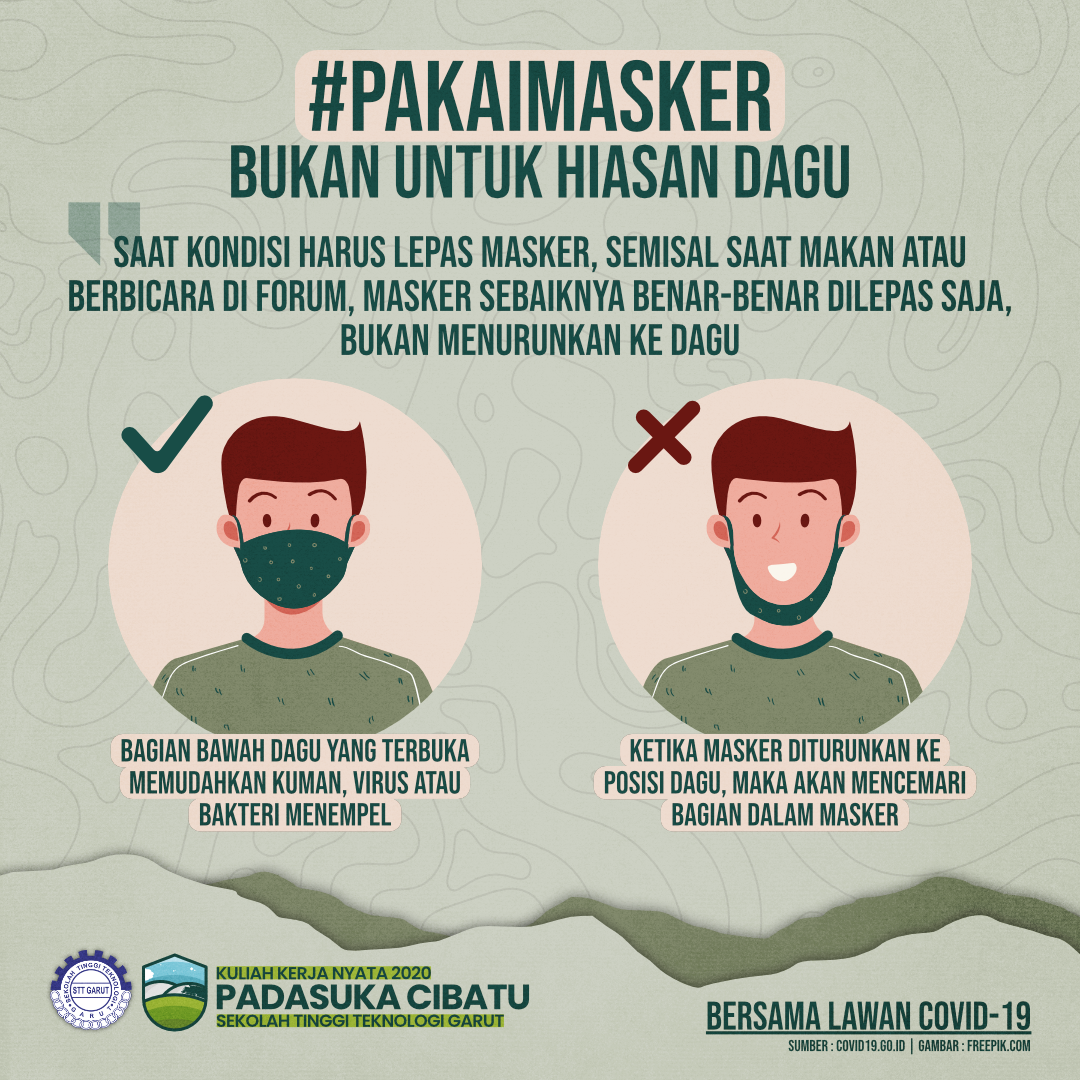 #PAKAIMASKER
BUKAN UNTUK HIASAN DAGU
SAAT KONDISI HARUS LEPAS MASKER, SEMISAL SAAT MAKAN ATAU
BERBICARA DI FORUM, MASKER SEBAIKNYA BENAR-BENAR DILEPAS SAJA,
BUKAN MENURUNKAN KE DAGU
BAGIAN BAWAH DAGU YANG TERBUKA
MEMUDAHKAN KUMAN, VIRUS ATAU
BAKTERI MENEMPEL
KETIKA MASKER DITURUNKAN KE
POSISI DAGU, MAKA AKAN MENCEMARI
BAGIAN DALAM MASKER
SEKOLAH TINGGI TEKNOLOGI
STT GARUT
GARUT
KULIAH KERJA NYATA 2020
PADASUKA CIBATU
SEKOLAH TINGGI TEKNOLOGI GARUT
BERSAMA LAWAN COVID-19
SUMBER : COVID19.GO.ID | GAMBAR : FREEPIK.COM